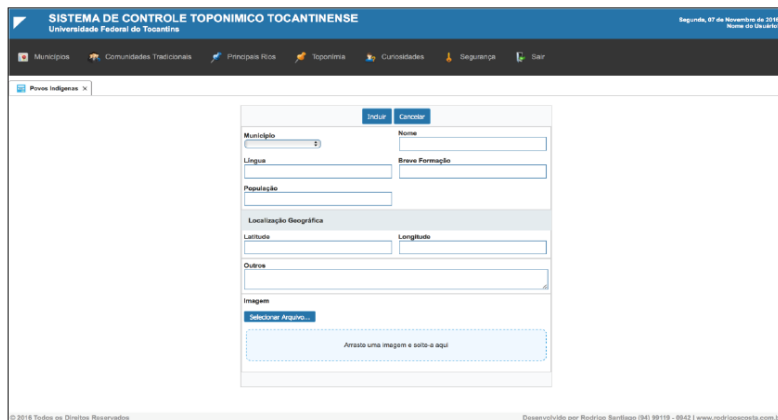 SISTEMA DE CONTROLE TOPONIMICO TOCANTINENSE
Universidade Federal do Tocantins
Segunda, 07 de Novembro de 2016
Nome do Usuário
Municípios Comunidades Tradicionais Principais Rios Toponímia Curiosidades Segurança Sair
Povos Indígenas X
Incluir Cancelar
Município Nome
Língua Breve Formação
População
Localização Geográfica
Latitude Longitude
Outros
Imagem
Selecionar Arquivo...
Arraste uma imagem e solte-a aqui
© 2016 Todos os Direitos Reservados Desenvolvido por Rodrigo Santiago (94) 99119 - 8942 |